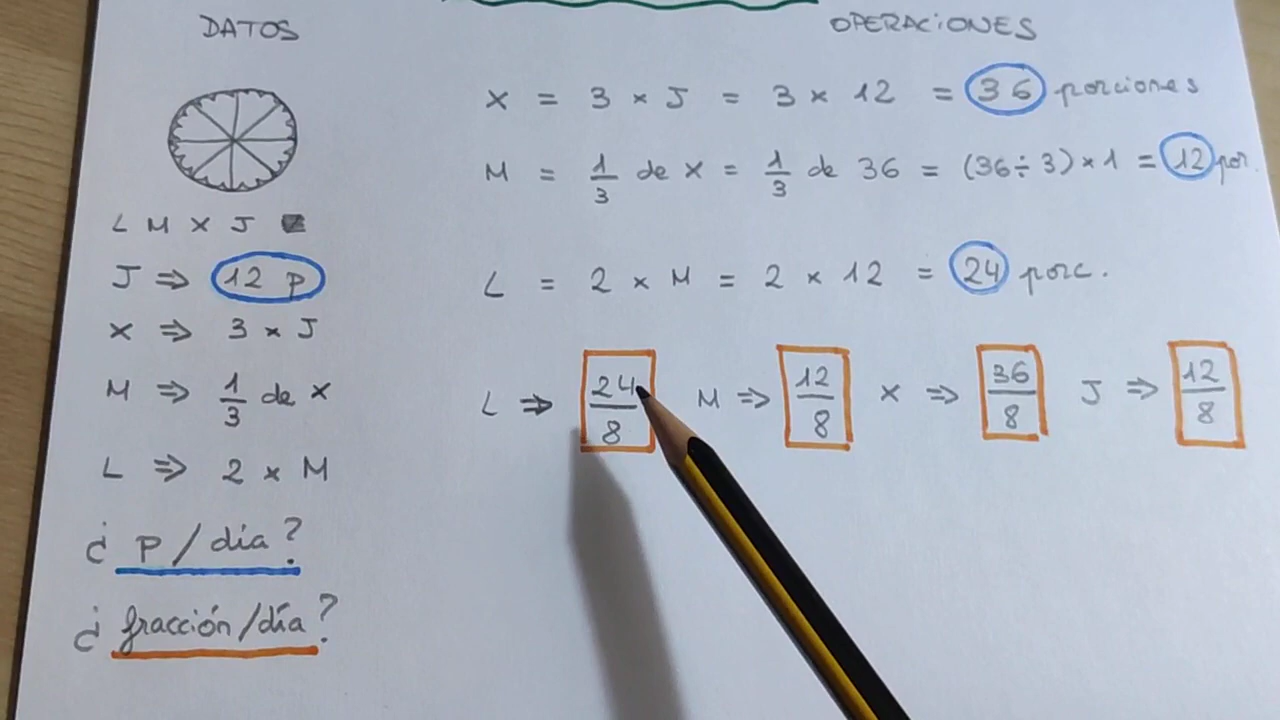 DATOS
L M X J
J ⇒ 12 P
X ⇒ 3 × J
M ⇒ 1/3 de X
L ⇒ 2 × M
¿ P / día ?
¿ fracción/día ?
OPERACIONES
X = 3 × J = 3 × 12 = 36 porciones
M = 1/3 de X = 1/3 de 36 = (36÷3)×1 = 12 por.
L = 2 × M = 2 × 12 = 24 porc.
L ⇒ 24/8 M ⇒ 12/8 X ⇒ 36/8 J ⇒ 12/8